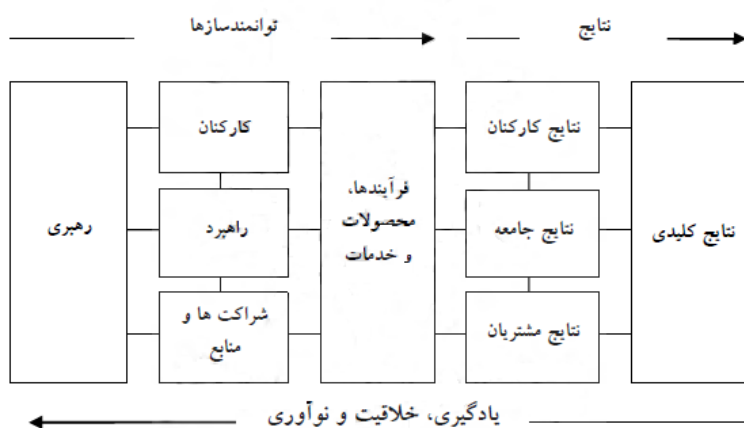 توانمندسازها
نتایج
رهبری
کارکنان
راهبرد
شراکت ها و
منابع
فرآیندها،
محصولات
و خدمات
نتایج کارکنان
نتایج جامعه
نتایج مشتریان
نتایج کلیدی
یادگیری، خلاقیت و نوآوری